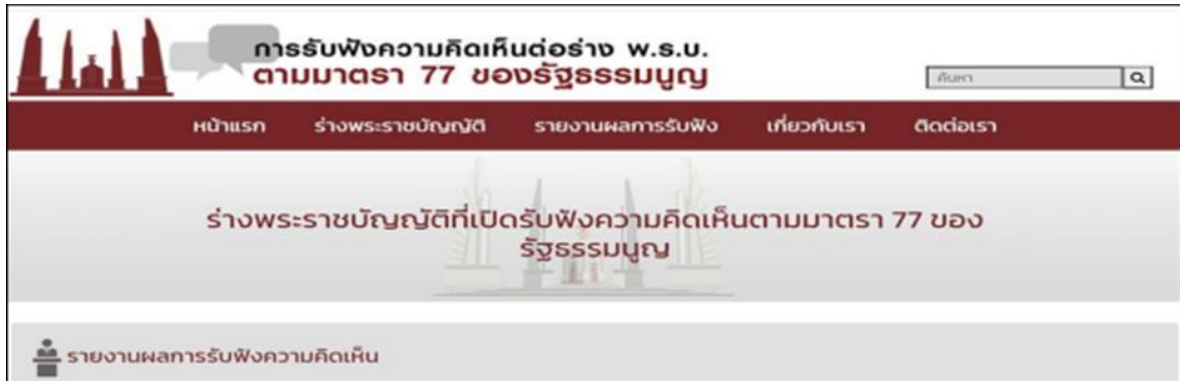 การรับฟังความคิดเห็นต่อร่าง พ.ร.บ.
ตามมาตรา 77 ของรัฐธรรมนูญ
ค้นหา
หน้าแรก ร่างพระราชบัญญัติ รายงานผลการรับฟัง เกี่ยวกับเรา ติดต่อเรา
ร่างพระราชบัญญัติที่เปิดรับฟังความคิดเห็นตามมาตรา 77 ของ
รัฐธรรมนูญ
รายงานผลการรับฟังความคิดเห็น